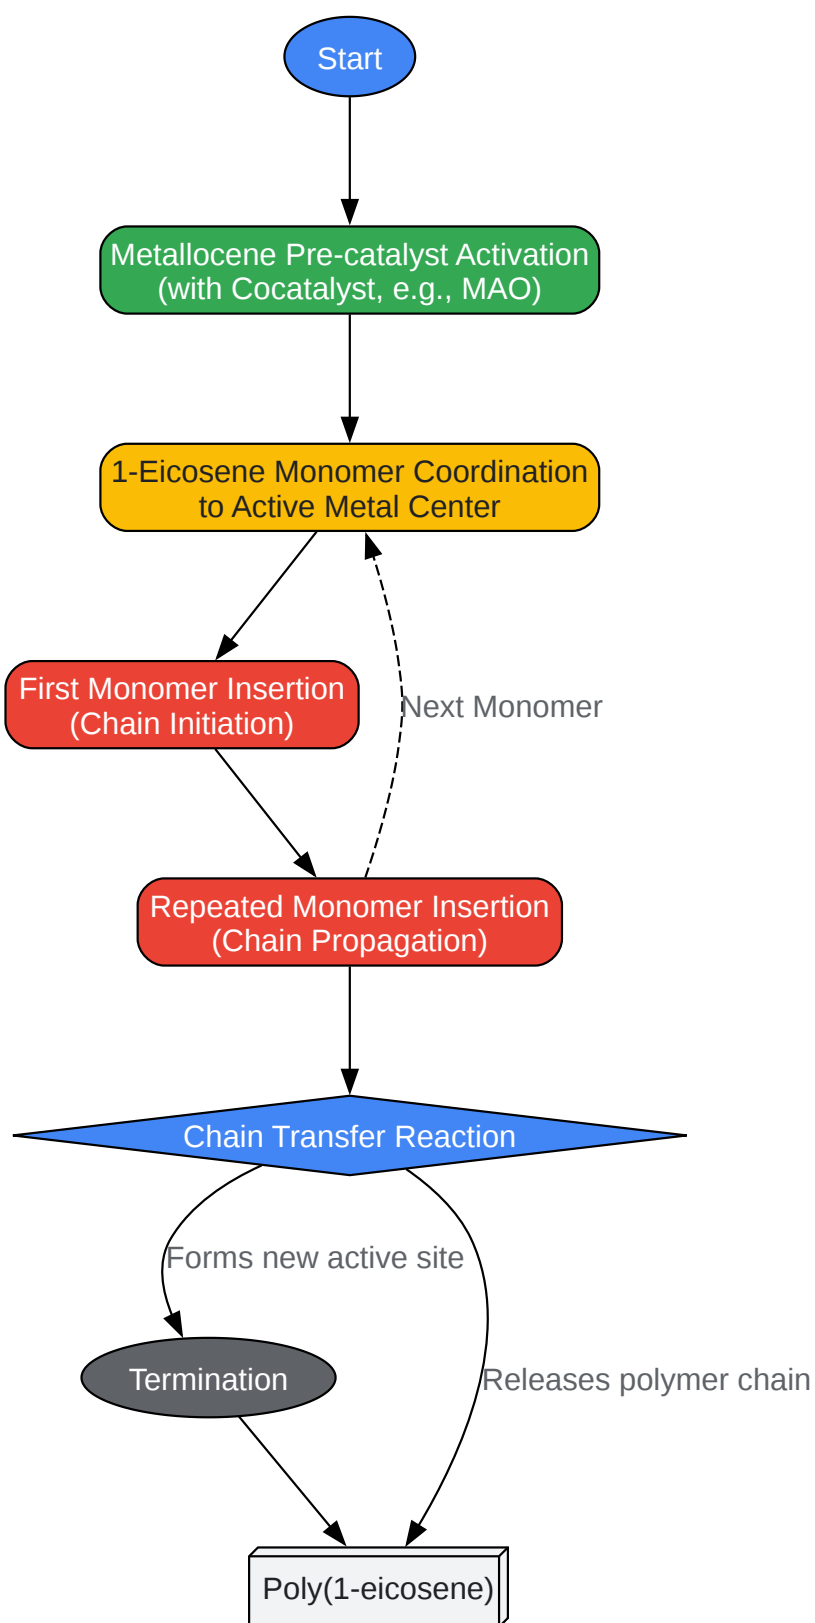 Start
Metallocene Pre-catalyst Activation
(with Cocatalyst, e.g., MAO)
1-Eicosene Monomer Coordination
to Active Metal Center
First Monomer Insertion
(Chain Initiation)
Next Monomer
Repeated Monomer Insertion
(Chain Propagation)
Chain Transfer Reaction
Forms new active site
Termination
Releases polymer chain
Poly(1-eicosene)